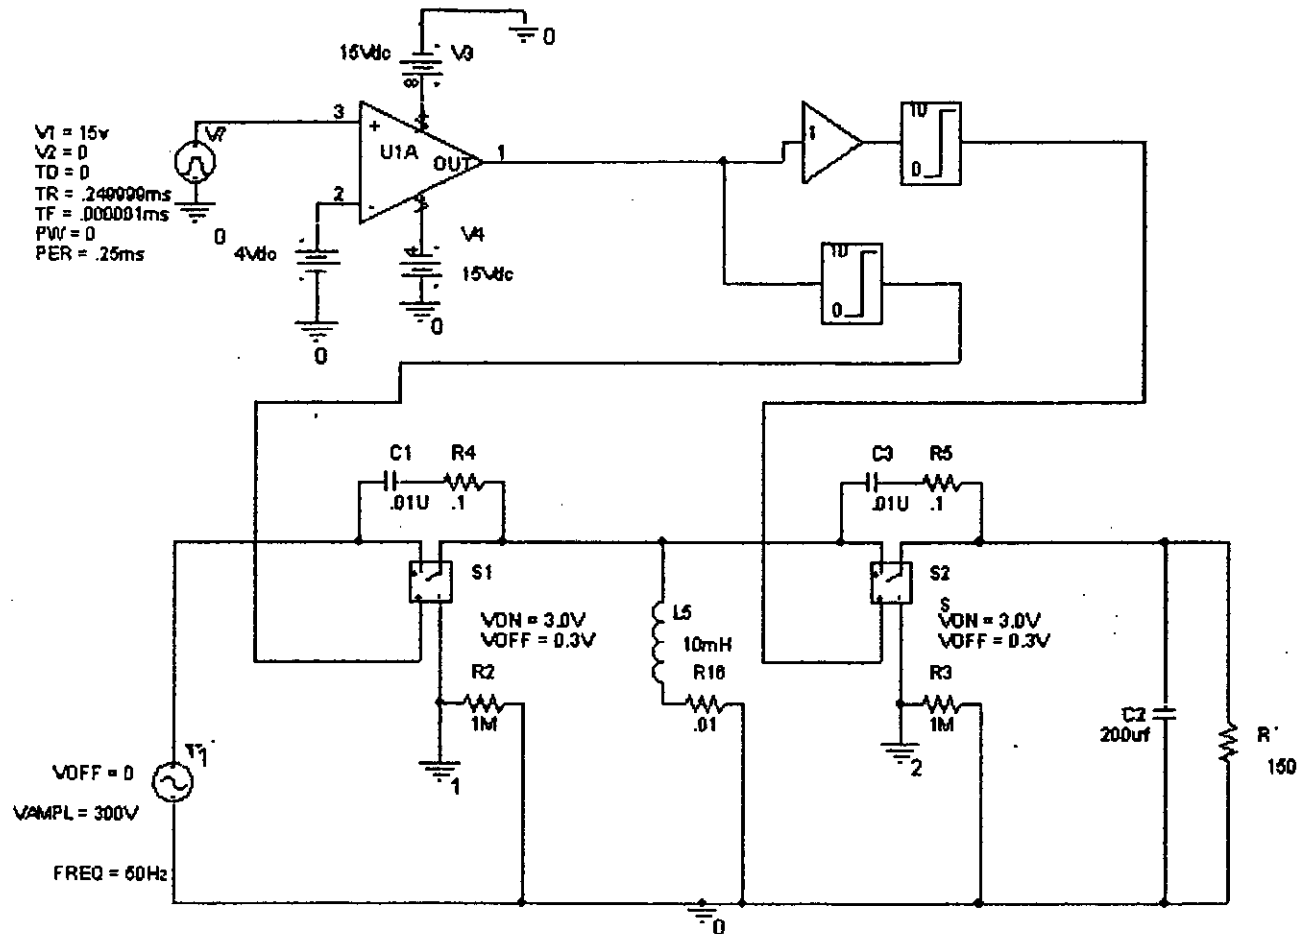 15Vdc
V3
0
8
3
V1 = 15v
V2 = 0
TD = 0
TR = .249999ms
TF = .000001ms
PW = 0
PER = .25ms
V?
0
+
U1A
OUT
1
2
-
4Vdc
0
4
V4
15Vdc
0
1
10
0
10
0
C1
R4
.01U
.1
C3
R5
.01U
.1
S1
VON = 3.0V
VOFF = 0.3V
R2
1M
1
L5
10mH
R16
.01
S2
S
VON = 3.0V
VOFF = 0.3V
R3
1M
2
C2
200uf
R
150
VOFF = 0
VAMPL = 300V
FREQ = 50Hz
0